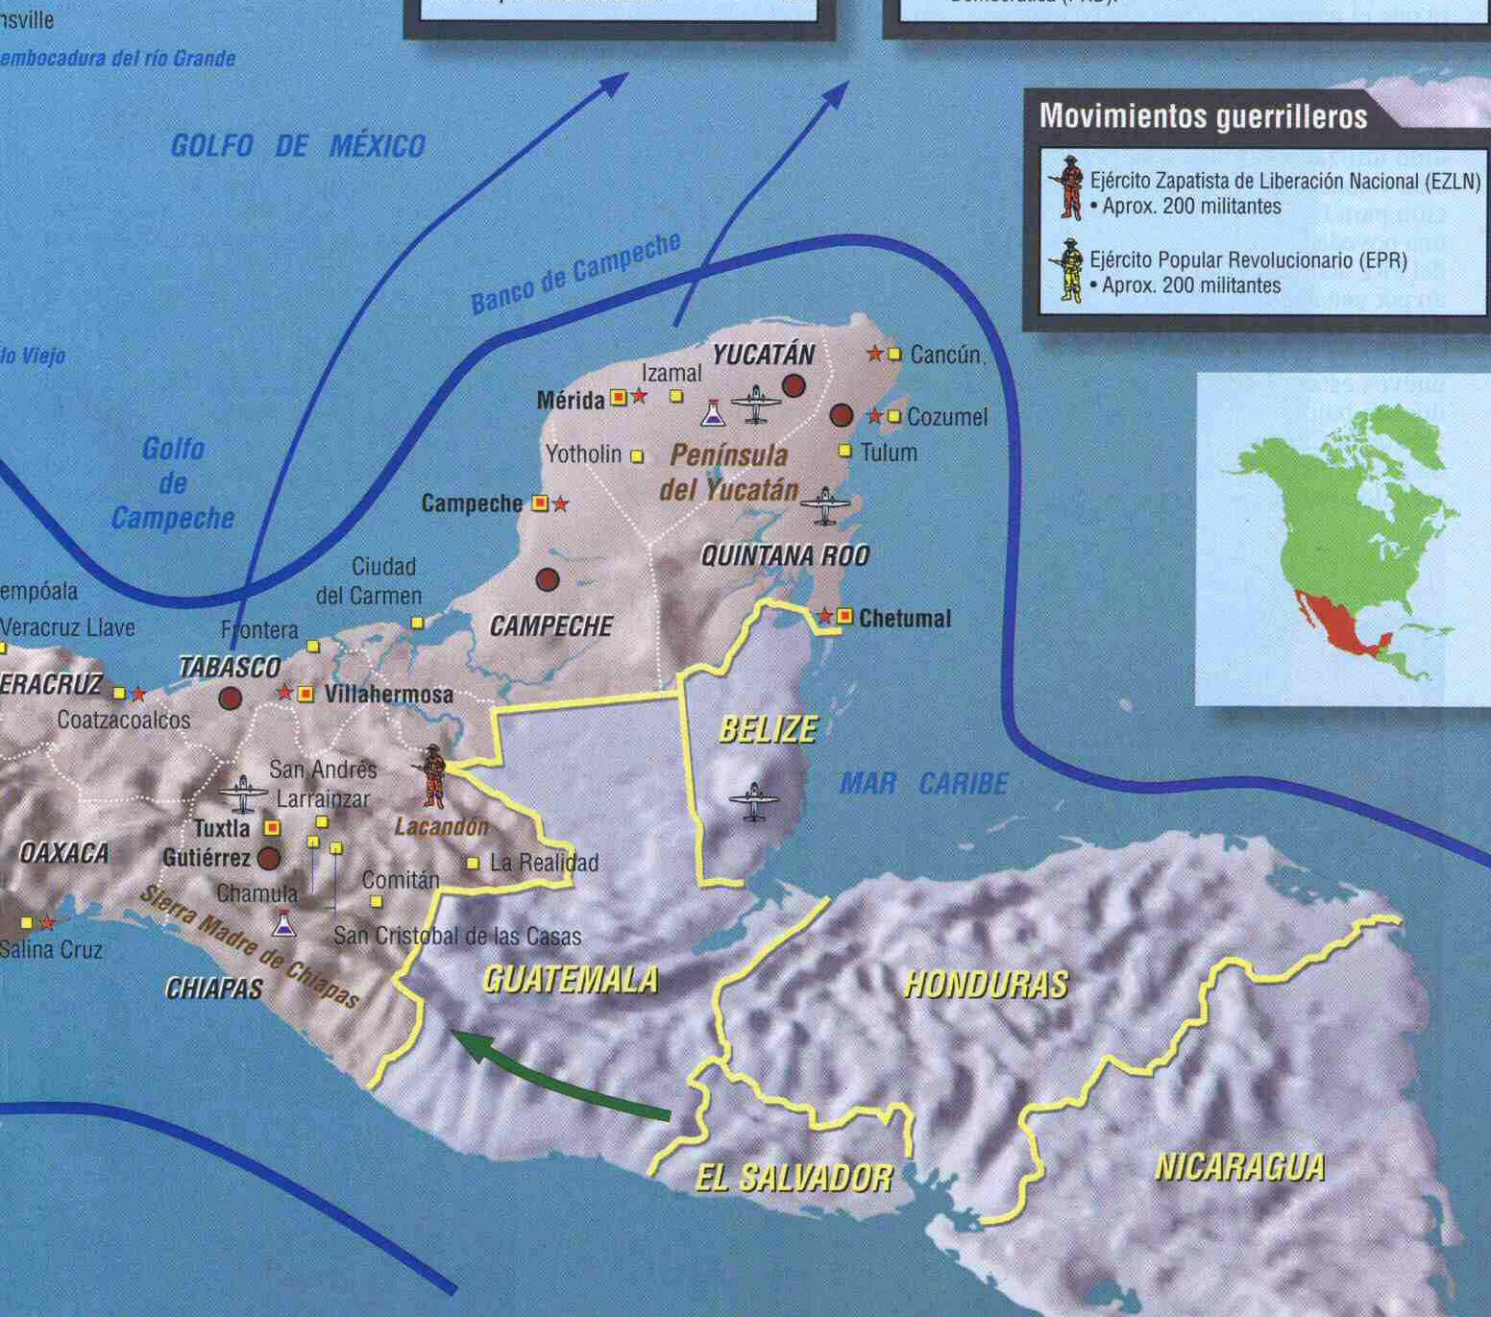 nsville
embocadura del río Grande
GOLFO DE MÉXICO
Movimientos guerrilleros
Ejército Zapatista de Liberación Nacional (EZLN)
• Aprox. 200 militantes
Ejército Popular Revolucionario (EPR)
• Aprox. 200 militantes
Banco de Campeche
lo Viejo
YUCATÁN
Cancún
Izamal
Mérida
Cozumel
Golfo
de
Campeche
Yotholin
Península
del Yucatán
Tulum
Campeche
QUINTANA ROO
Ciudad
del Carmen
empóala
Veracruz Llave
Frontera
CAMPECHE
Chetumal
TABASCO
ERACRUZ
Villahermosa
Coatzacoalcos
BELIZE
San Andrés
Larrainzar
MAR CARIBE
Tuxtla
Gutiérrez
Lacandón
OAXACA
La Realidad
Chamula
Comitán
Sierra Madre de Chiapas
San Cristobal de las Casas
Salina Cruz
CHIAPAS
GUATEMALA
HONDURAS
EL SALVADOR
NICARAGUA